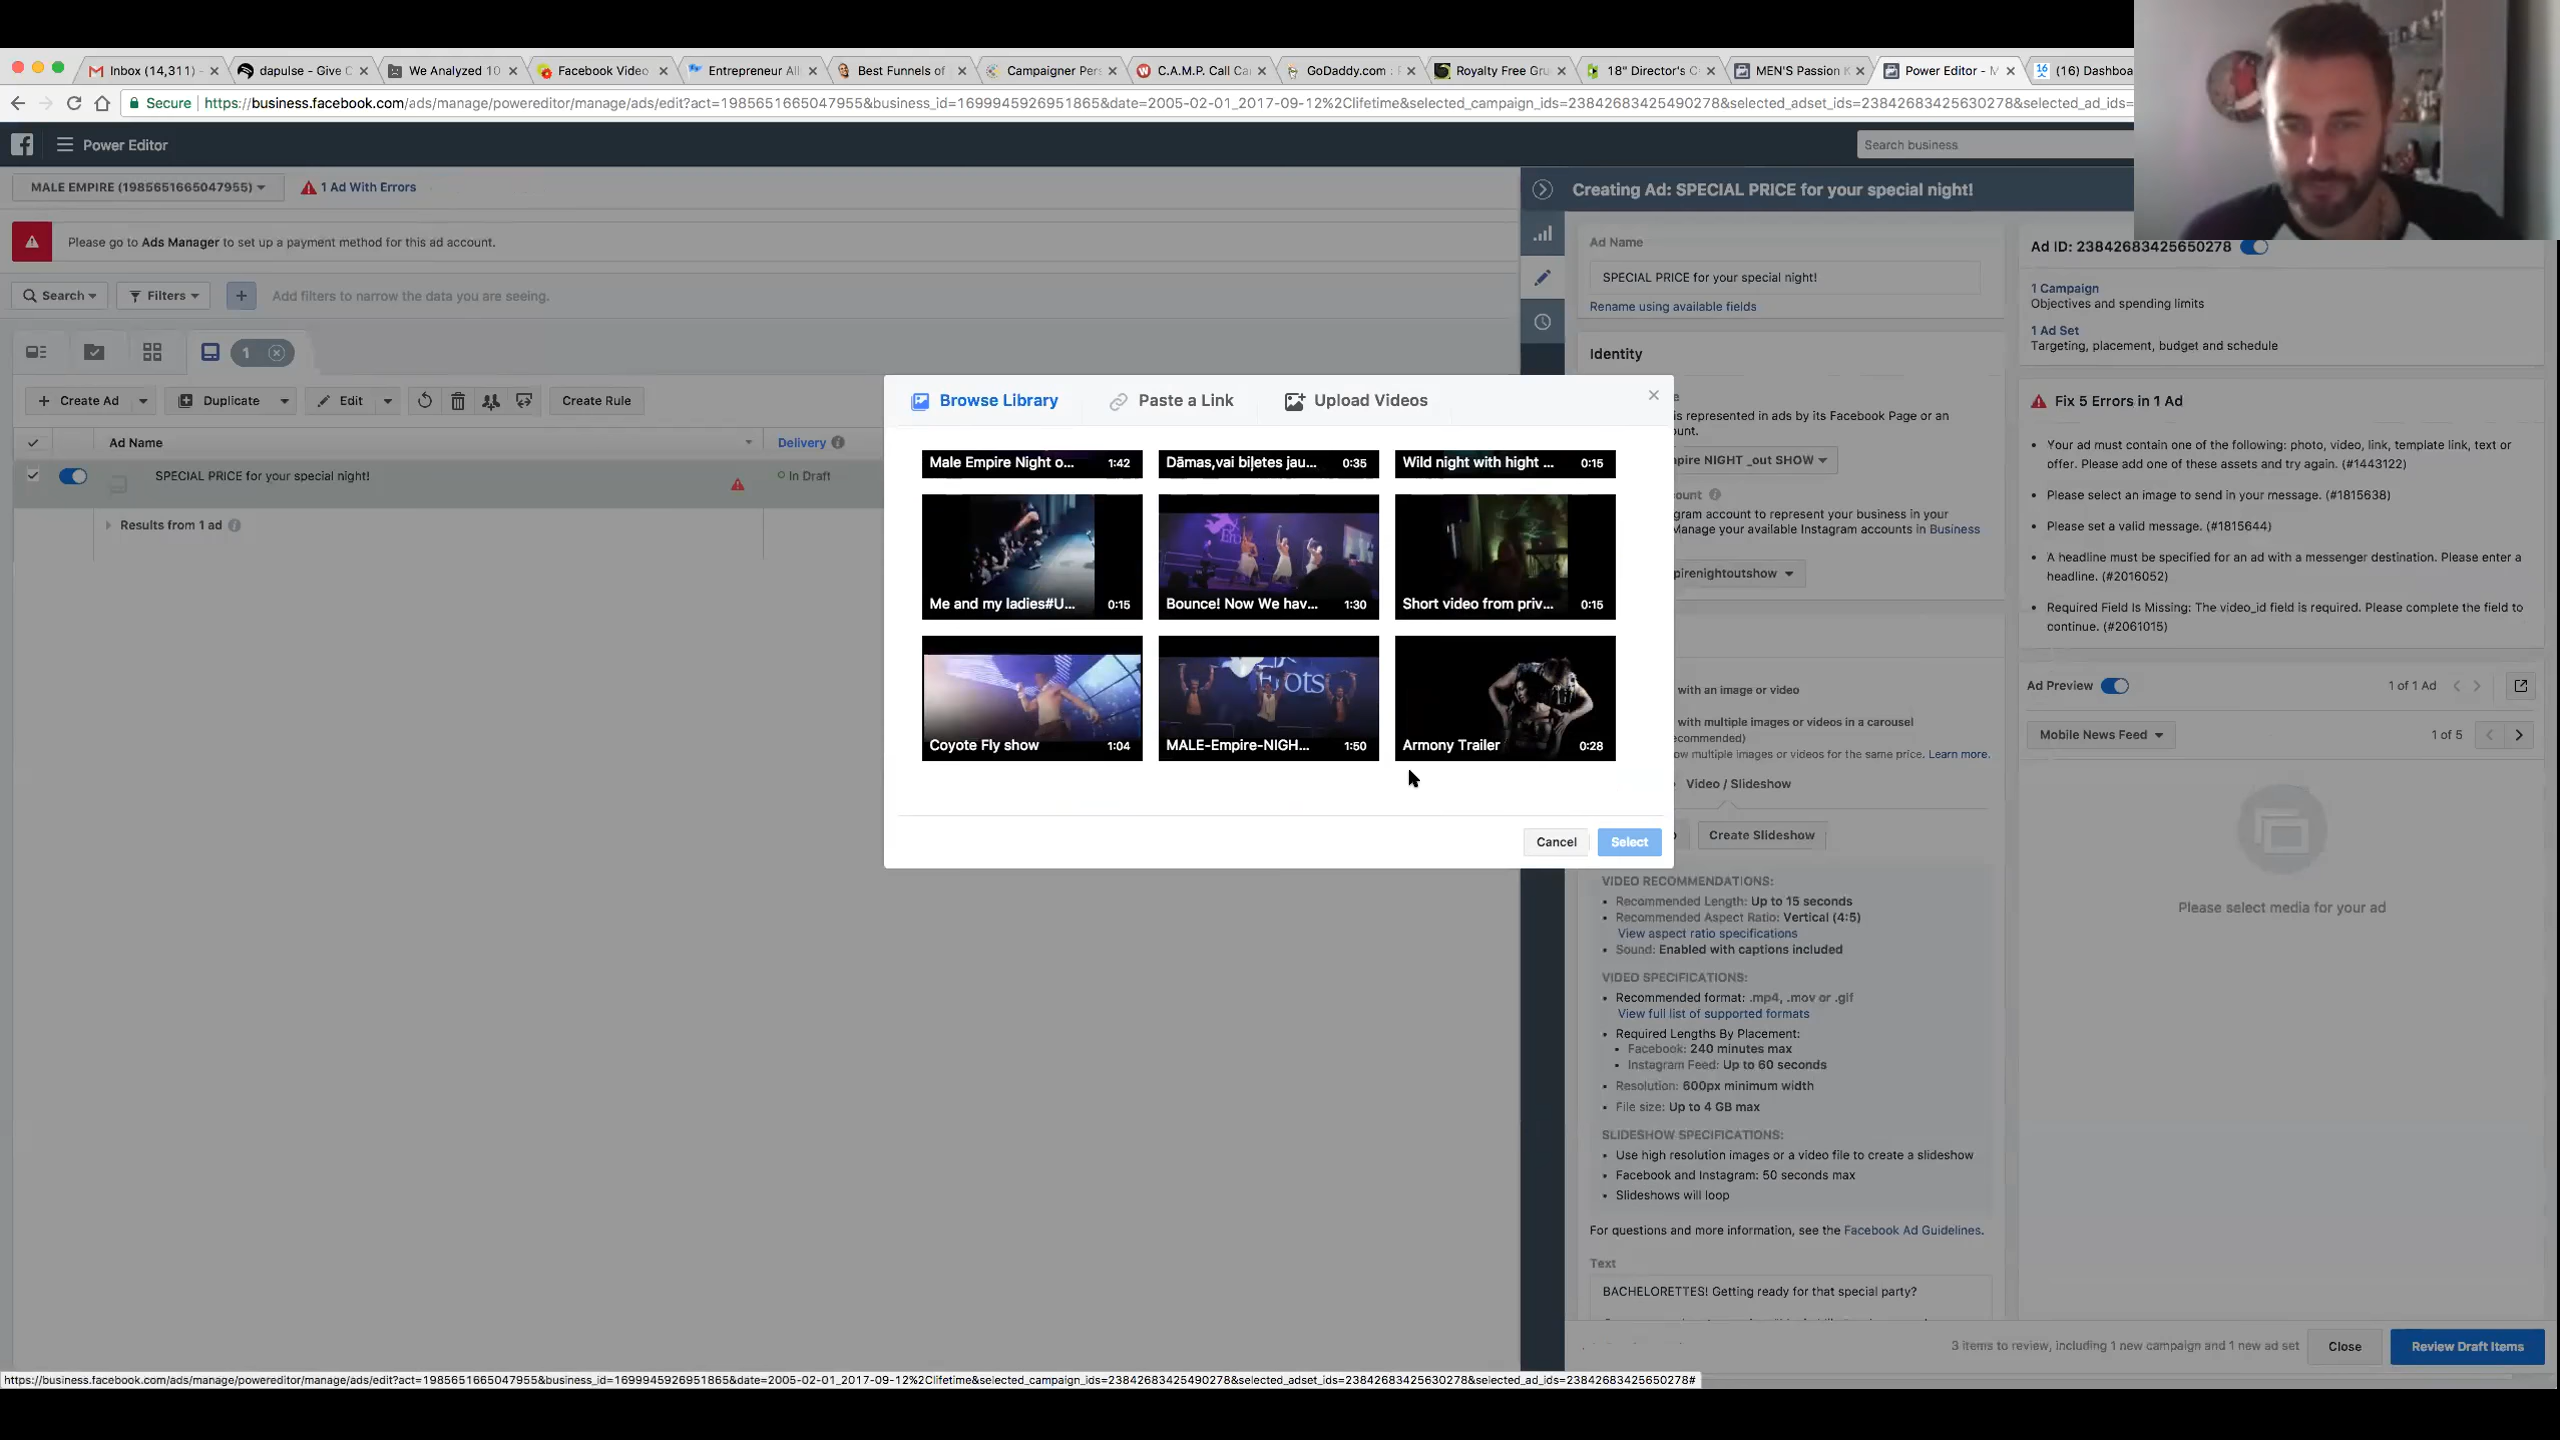 Inbox (14,311) -
dapulse - Give C
We Analyzed 10
Facebook Video
Entrepreneur All
Best Funnels of
Campaigner Pers
C.A.M.P. Call Ca
GoDaddy.com : 
Royalty Free Gru
18" Director's C
MEN'S Passion K
Power Editor - M
(16) Dashboa
Secure https://business.facebook.com/ads/manage/powereditor/manage/ads/edit?act=1985651665047955&business_id=1699945926951865&date=2005-02-01_2017-09-12%2Clifetime&selected_campaign_ids=23842683425490278&selected_adset_ids=23842683425630278&selected_ad_ids=
Power Editor
Search business
MALE EMPIRE (1985651665047955)
1 Ad With Errors
Please go to Ads Manager to set up a payment method for this ad account.
Search
Filters
+
Add filters to narrow the data you are seeing.
1
+ Create Ad
Duplicate
Edit
Create Rule
Ad Name
Delivery
SPECIAL PRICE for your special night!
In Draft
Results from 1 ad
Browse Library
Paste a Link
Upload Videos
Male Empire Night o... 1:42
Dāmas,vai biļetes jau... 0:35
Wild night with hight ... 0:15
Me and my ladies#U... 0:15
Bounce! Now We hav... 1:30
Short video from priv... 0:15
Coyote Fly show 1:04
MALE-Empire-NIGH... 1:50
Armony Trailer 0:28
Cancel
Select
Creating Ad: SPECIAL PRICE for your special night!
Ad Name
SPECIAL PRICE for your special night!
Rename using available fields
Identity
is represented in ads by its Facebook Page or an
ount.
pire NIGHT _out SHOW
ount
gram account to represent your business in your
Manage your available Instagram accounts in Business
pirenightoutshow
with an image or video
with multiple images or videos in a carousel
ecommended)
ow multiple images or videos for the same price. Learn more.
Video / Slideshow
Create Slideshow
VIDEO RECOMMENDATIONS:
• Recommended Length: Up to 15 seconds
• Recommended Aspect Ratio: Vertical (4:5)
View aspect ratio specifications
• Sound: Enabled with captions included
VIDEO SPECIFICATIONS:
• Recommended format: .mp4, .mov or .gif
View full list of supported formats
• Required Lengths By Placement:
• Facebook: 240 minutes max
• Instagram Feed: Up to 60 seconds
• Resolution: 600px minimum width
• File size: Up to 4 GB max
SLIDESHOW SPECIFICATIONS:
• Use high resolution images or a video file to create a slideshow
• Facebook and Instagram: 50 seconds max
• Slideshows will loop
For questions and more information, see the Facebook Ad Guidelines.
Text
BACHELORETTES! Getting ready for that special party?
Ad ID: 23842683425650278
1 Campaign
Objectives and spending limits
1 Ad Set
Targeting, placement, budget and schedule
Fix 5 Errors in 1 Ad
• Your ad must contain one of the following: photo, video, link, template link, text or
offer. Please add one of these assets and try again. (#1443122)
• Please select an image to send in your message. (#1815638)
• Please set a valid message. (#1815644)
• A headline must be specified for an ad with a messenger destination. Please enter a
headline. (#2016052)
• Required Field Is Missing: The video_id field is required. Please complete the field to
continue. (#2061015)
Ad Preview
1 of 1 Ad
Mobile News Feed
1 of 5
Please select media for your ad
3 items to review, including 1 new campaign and 1 new ad set
Close
Review Draft Items
https://business.facebook.com/ads/manage/powereditor/manage/ads/edit?act=1985651665047955&business_id=1699945926951865&date=2005-02-01_2017-09-12%2Clifetime&selected_campaign_ids=23842683425490278&selected_adset_ids=23842683425630278&selected_ad_ids=23842683425650278#